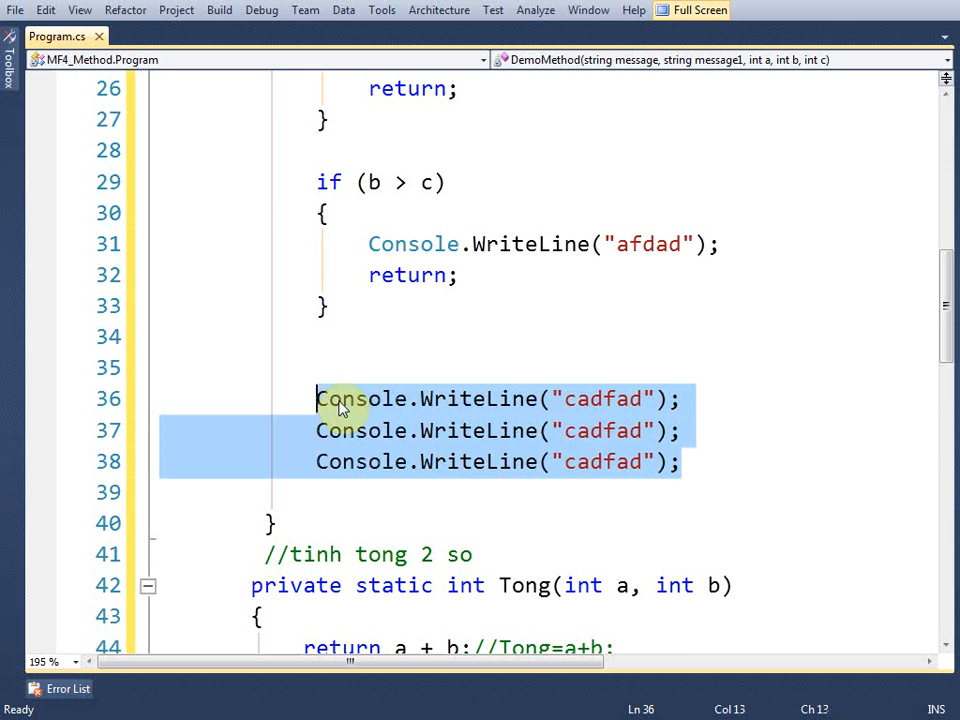 File Edit View Refactor Project Build Debug Team Data Tools Architecture Test Analyze Window Help Full Screen
Program.cs
Toolbox
MF4_Method.Program DemoMethod(string message, string message1, int a, int b, int c)
26 return;
27 }
28
29 if (b > c)
30 {
31 Console.WriteLine("afdad");
32 return;
33 }
34
35
36 Console.WriteLine("cadfad");
37 Console.WriteLine("cadfad");
38 Console.WriteLine("cadfad");
39
40 }
41 //tinh tong 2 so
42 private static int Tong(int a, int b)
43 {
44 return a + b;//Tong=a+b;
195 %
Error List
Ready Ln 36 Col 13 Ch 13 INS